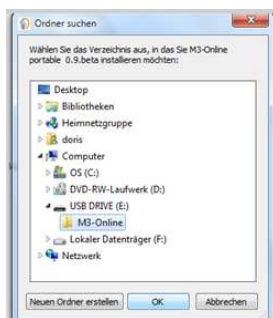 Ordner suchen
Wählen Sie das Verzeichnis aus, in das Sie M3-Online
portable 0.9.beta installieren möchten:
Desktop
Bibliotheken
Heimnetzgruppe
doris
Computer
OS (C:)
DVD-RW-Laufwerk (D:)
USB DRIVE (E:)
M3-Online
Lokaler Datenträger (F:)
Netzwerk
Neuen Ordner erstellen OK Abbrechen